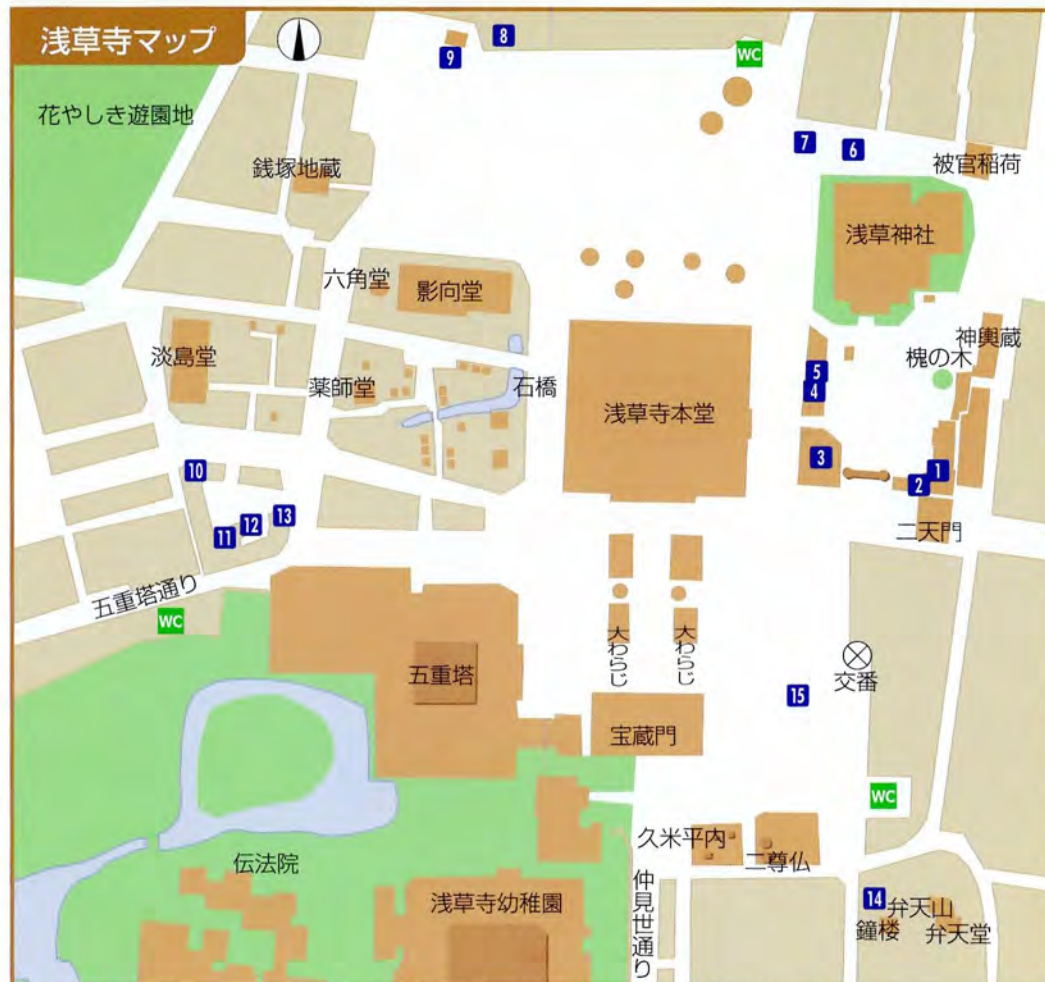 浅草寺マップ
8
9
WC
花やしき遊園地
7
6
銭塚地蔵
被官稲荷
浅草神社
六角堂
影向堂
神輿蔵
槐の木
淡島堂
薬師堂
石橋
5
4
浅草寺本堂
3
1
2
10
13
12
11
二天門
五重塔通り
WC
大わらじ
大わらじ
交番
五重塔
15
宝蔵門
WC
久米平内
二尊仏
伝法院
浅草寺幼稚園
仲見世通り
14
弁天山
鐘楼
弁天堂